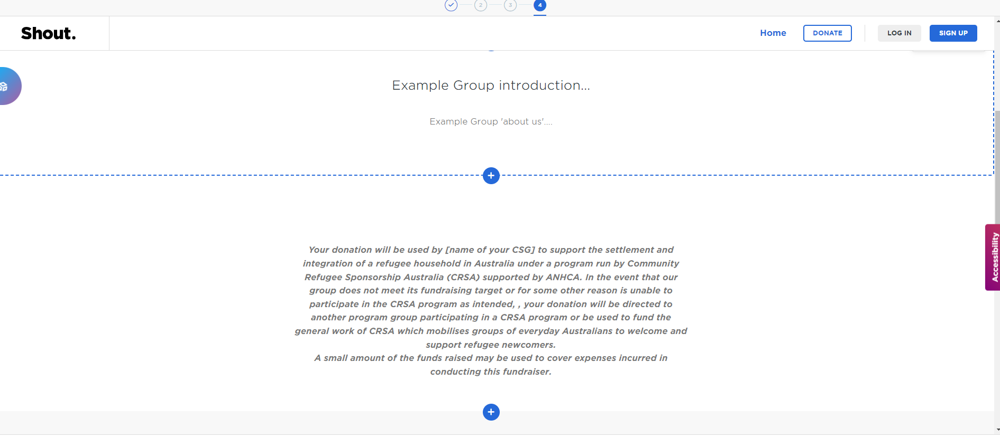 2
3
4
Shout.
Home
DONATE
LOG IN
SIGN UP
Example Group introduction...
Example Group 'about us'....
Your donation will be used by [name of your CSG] to support the settlement and
integration of a refugee household in Australia under a program run by Community
Refugee Sponsorship Australia (CRSA) supported by ANHCA. In the event that our
group does not meet its fundraising target or for some other reason is unable to
participate in the CRSA program as intended, , your donation will be directed to
another program group participating in a CRSA program or be used to fund the
general work of CRSA which mobilises groups of everyday Australians to welcome and
support refugee newcomers.
A small amount of the funds raised may be used to cover expenses incurred in
conducting this fundraiser.
Accessibility